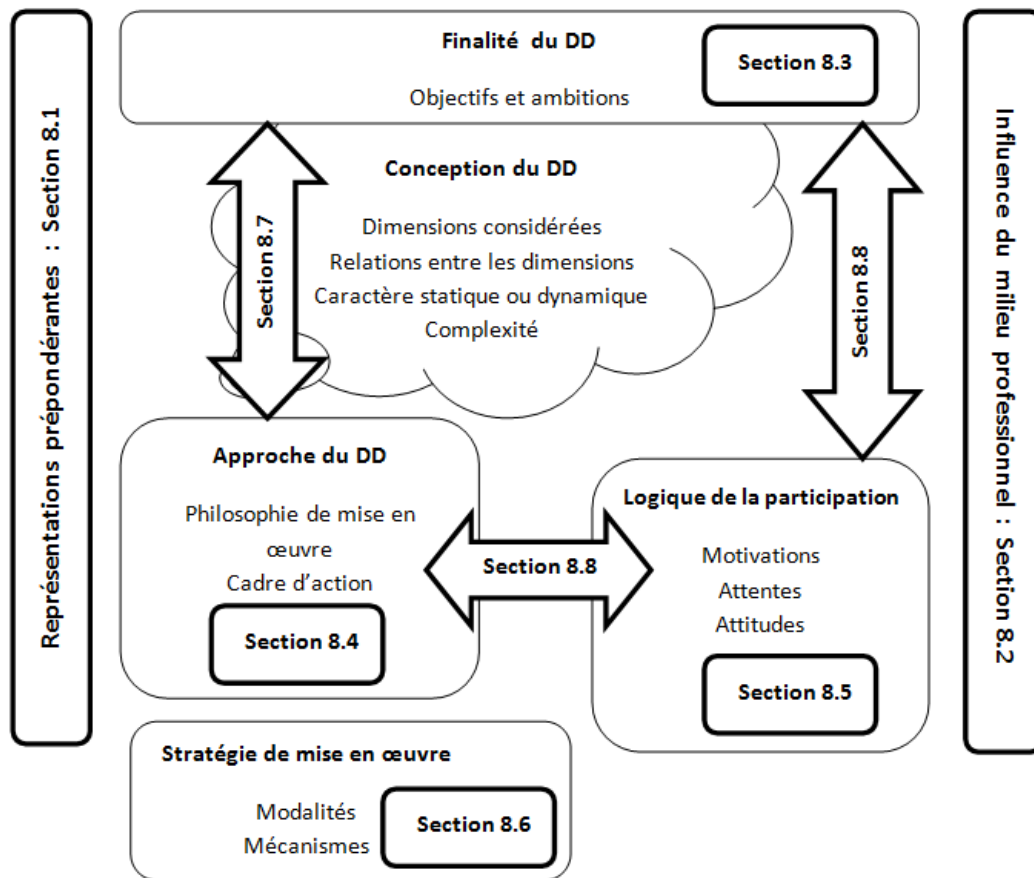 Représentations prépondérantes : Section 8.1
Finalité du DD
Section 8.3
Objectifs et ambitions
Conception du DD
Dimensions considérées
Relations entre les dimensions
Caractère statique ou dynamique
Complexité
Section 8.7
Section 8.8
Approche du DD
Philosophie de mise en
œuvre
Cadre d'action
Section 8.4
Section 8.8
Logique de la participation
Motivations
Attentes
Attitudes
Section 8.5
Stratégie de mise en œuvre
Modalités
Mécanismes
Section 8.6
Influence du milieu professionnel : Section 8.2